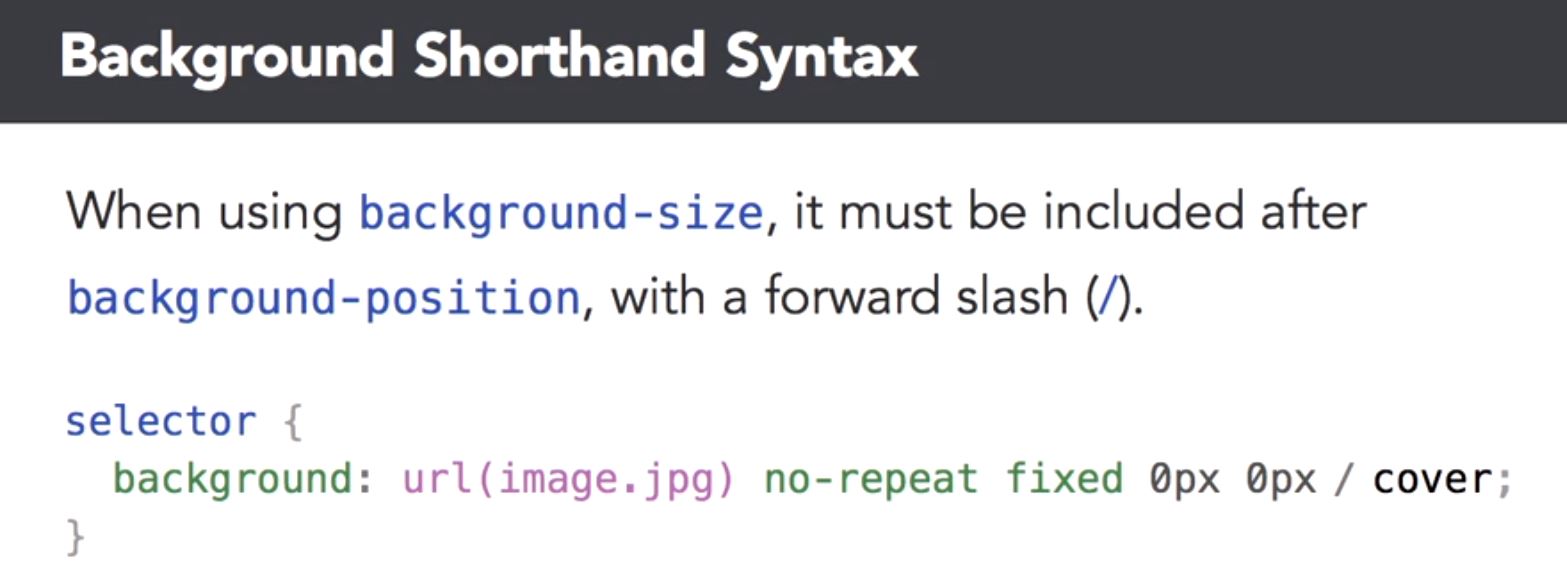 Background Shorthand Syntax
When using background-size, it must be included after
background-position, with a forward slash (/).
selector {
  background: url(image.jpg) no-repeat fixed 0px 0px / cover;
}